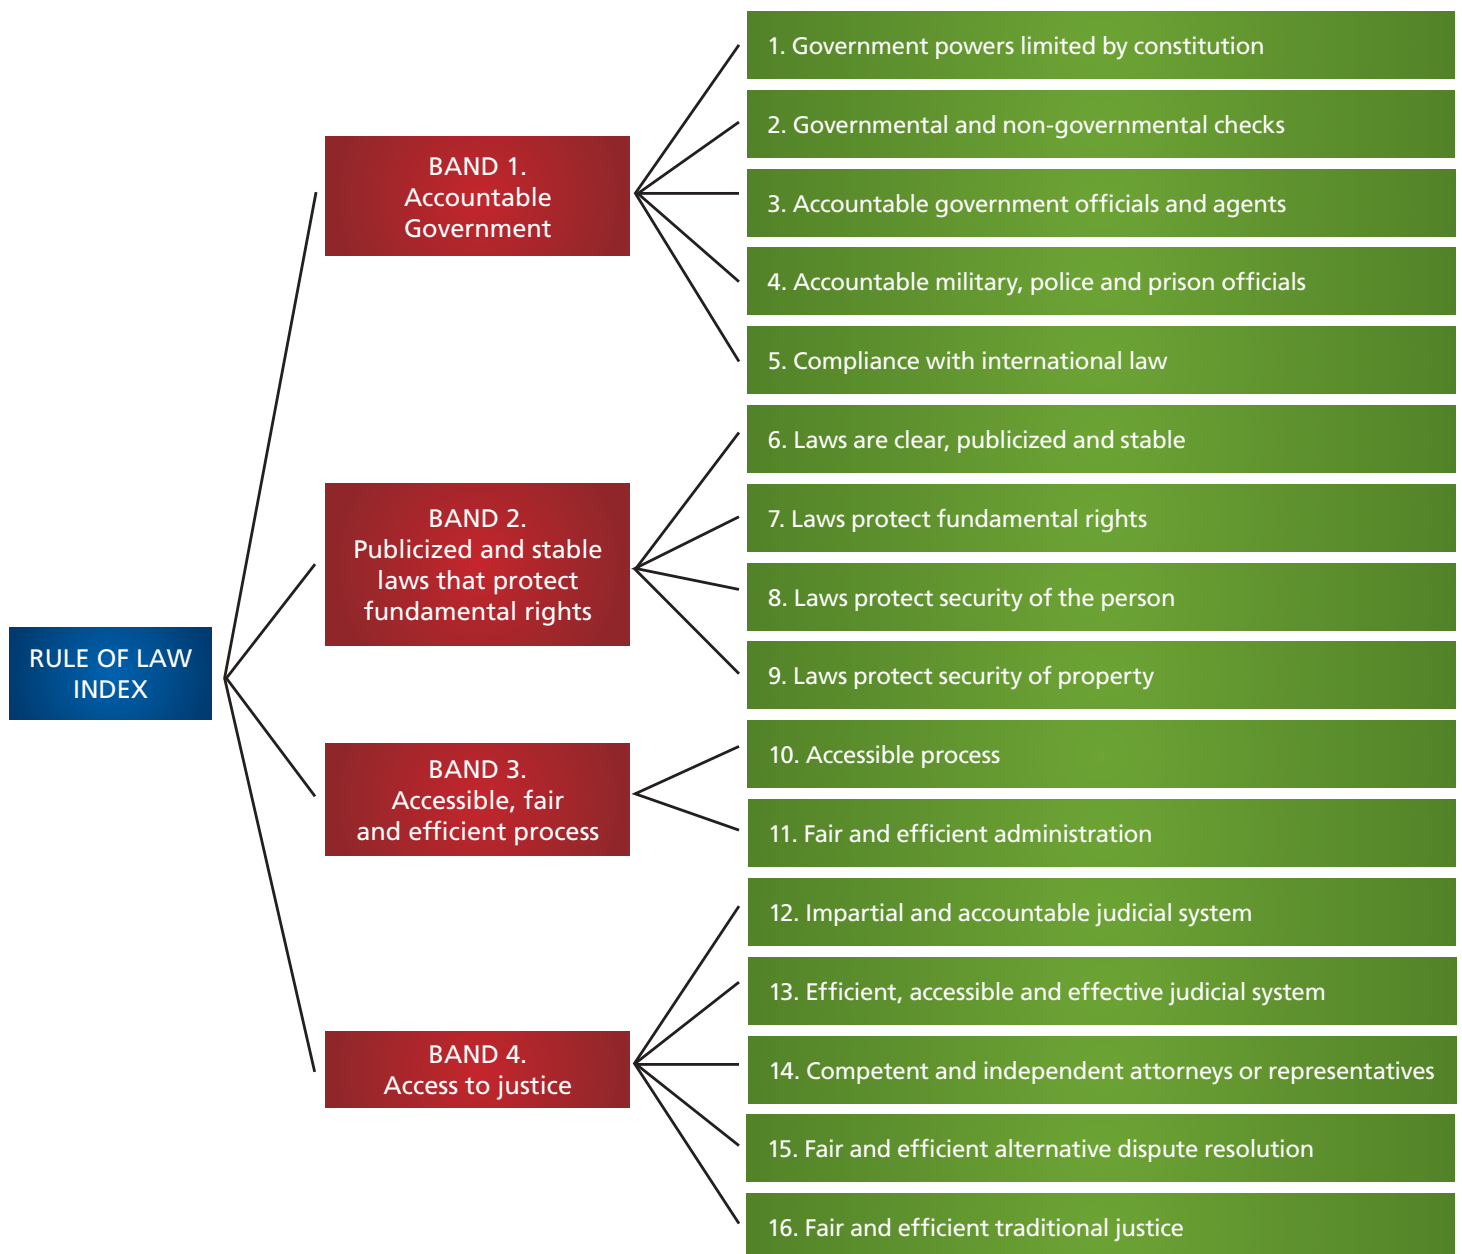 RULE OF LAW
INDEX
BAND 1.
Accountable
Government
1. Government powers limited by constitution
2. Governmental and non-governmental checks
3. Accountable government officials and agents
4. Accountable military, police and prison officials
5. Compliance with international law
BAND 2.
Publicized and stable
laws that protect
fundamental rights
6. Laws are clear, publicized and stable
7. Laws protect fundamental rights
8. Laws protect security of the person
9. Laws protect security of property
BAND 3.
Accessible, fair
and efficient process
10. Accessible process
11. Fair and efficient administration
BAND 4.
Access to justice
12. Impartial and accountable judicial system
13. Efficient, accessible and effective judicial system
14. Competent and independent attorneys or representatives
15. Fair and efficient alternative dispute resolution
16. Fair and efficient traditional justice